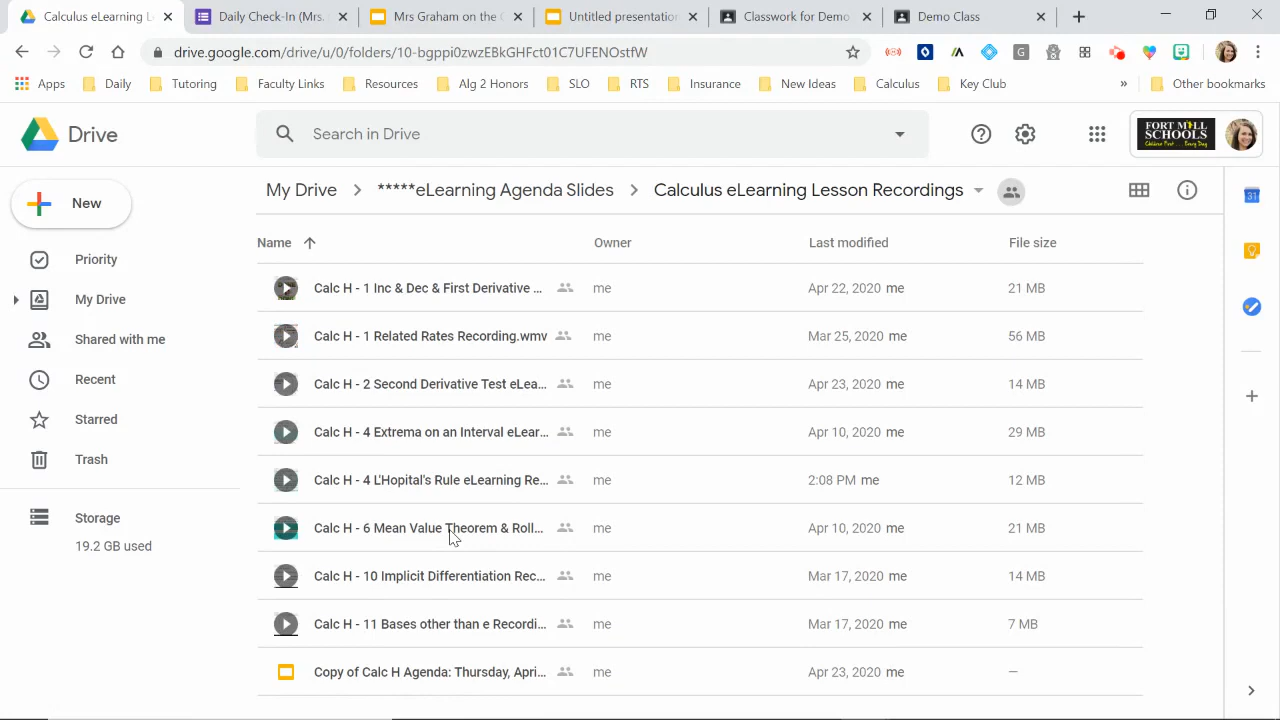 Calculus eLearning L
Daily Check-In (Mrs.
Mrs Graham on the
Untitled presentation
Classwork for Demo
Demo Class
drive.google.com/drive/u/0/folders/10-bgppi0zwzEBkGHFct01C7UFENOstfW
Apps
Daily
Tutoring
Faculty Links
Resources
Alg 2 Honors
SLO
RTS
Insurance
New Ideas
Calculus
Key Club
»
Other bookmarks
Drive
Search in Drive
FORT MILL
SCHOOLS
Children First . . . Every Day
New
My Drive > *****eLearning Agenda Slides > Calculus eLearning Lesson Recordings
Priority
My Drive
Shared with me
Recent
Starred
Trash
Storage
19.2 GB used
Name Owner Last modified File size
Calc H - 1 Inc & Dec & First Derivative ... me Apr 22, 2020 me 21 MB
Calc H - 1 Related Rates Recording.wmv me Mar 25, 2020 me 56 MB
Calc H - 2 Second Derivative Test eLea... me Apr 23, 2020 me 14 MB
Calc H - 4 Extrema on an Interval eLear... me Apr 10, 2020 me 29 MB
Calc H - 4 L'Hopital's Rule eLearning Re... me 2:08 PM me 12 MB
Calc H - 6 Mean Value Theorem & Roll... me Apr 10, 2020 me 21 MB
Calc H - 10 Implicit Differentiation Rec... me Mar 17, 2020 me 14 MB
Calc H - 11 Bases other than e Recordi... me Mar 17, 2020 me 7 MB
Copy of Calc H Agenda: Thursday, Apri... me Apr 23, 2020 me —
31